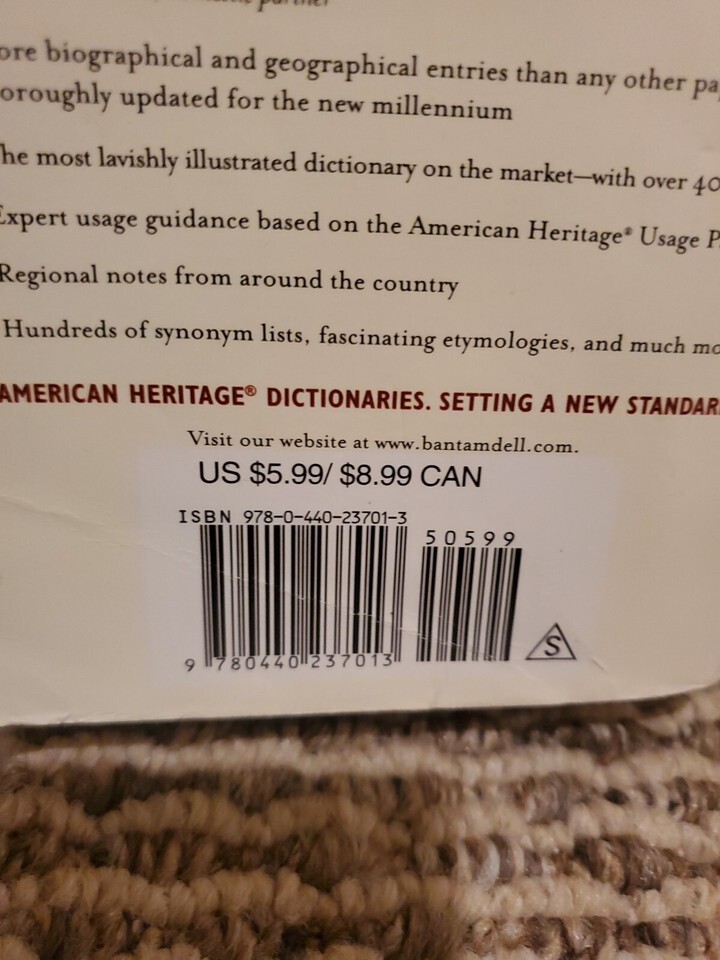 partner
ore biographical and geographical entries than any other pa
oroughly updated for the new millennium
he most lavishly illustrated dictionary on the market—with over 40
Expert usage guidance based on the American Heritage® Usage P
Regional notes from around the country
Hundreds of synonym lists, fascinating etymologies, and much mo
AMERICAN HERITAGE® DICTIONARIES. SETTING A NEW STANDAR
Visit our website at www.bantamdell.com.
US $5.99/ $8.99 CAN
ISBN 978-0-440-23701-3
50599
9 780440 237013
S